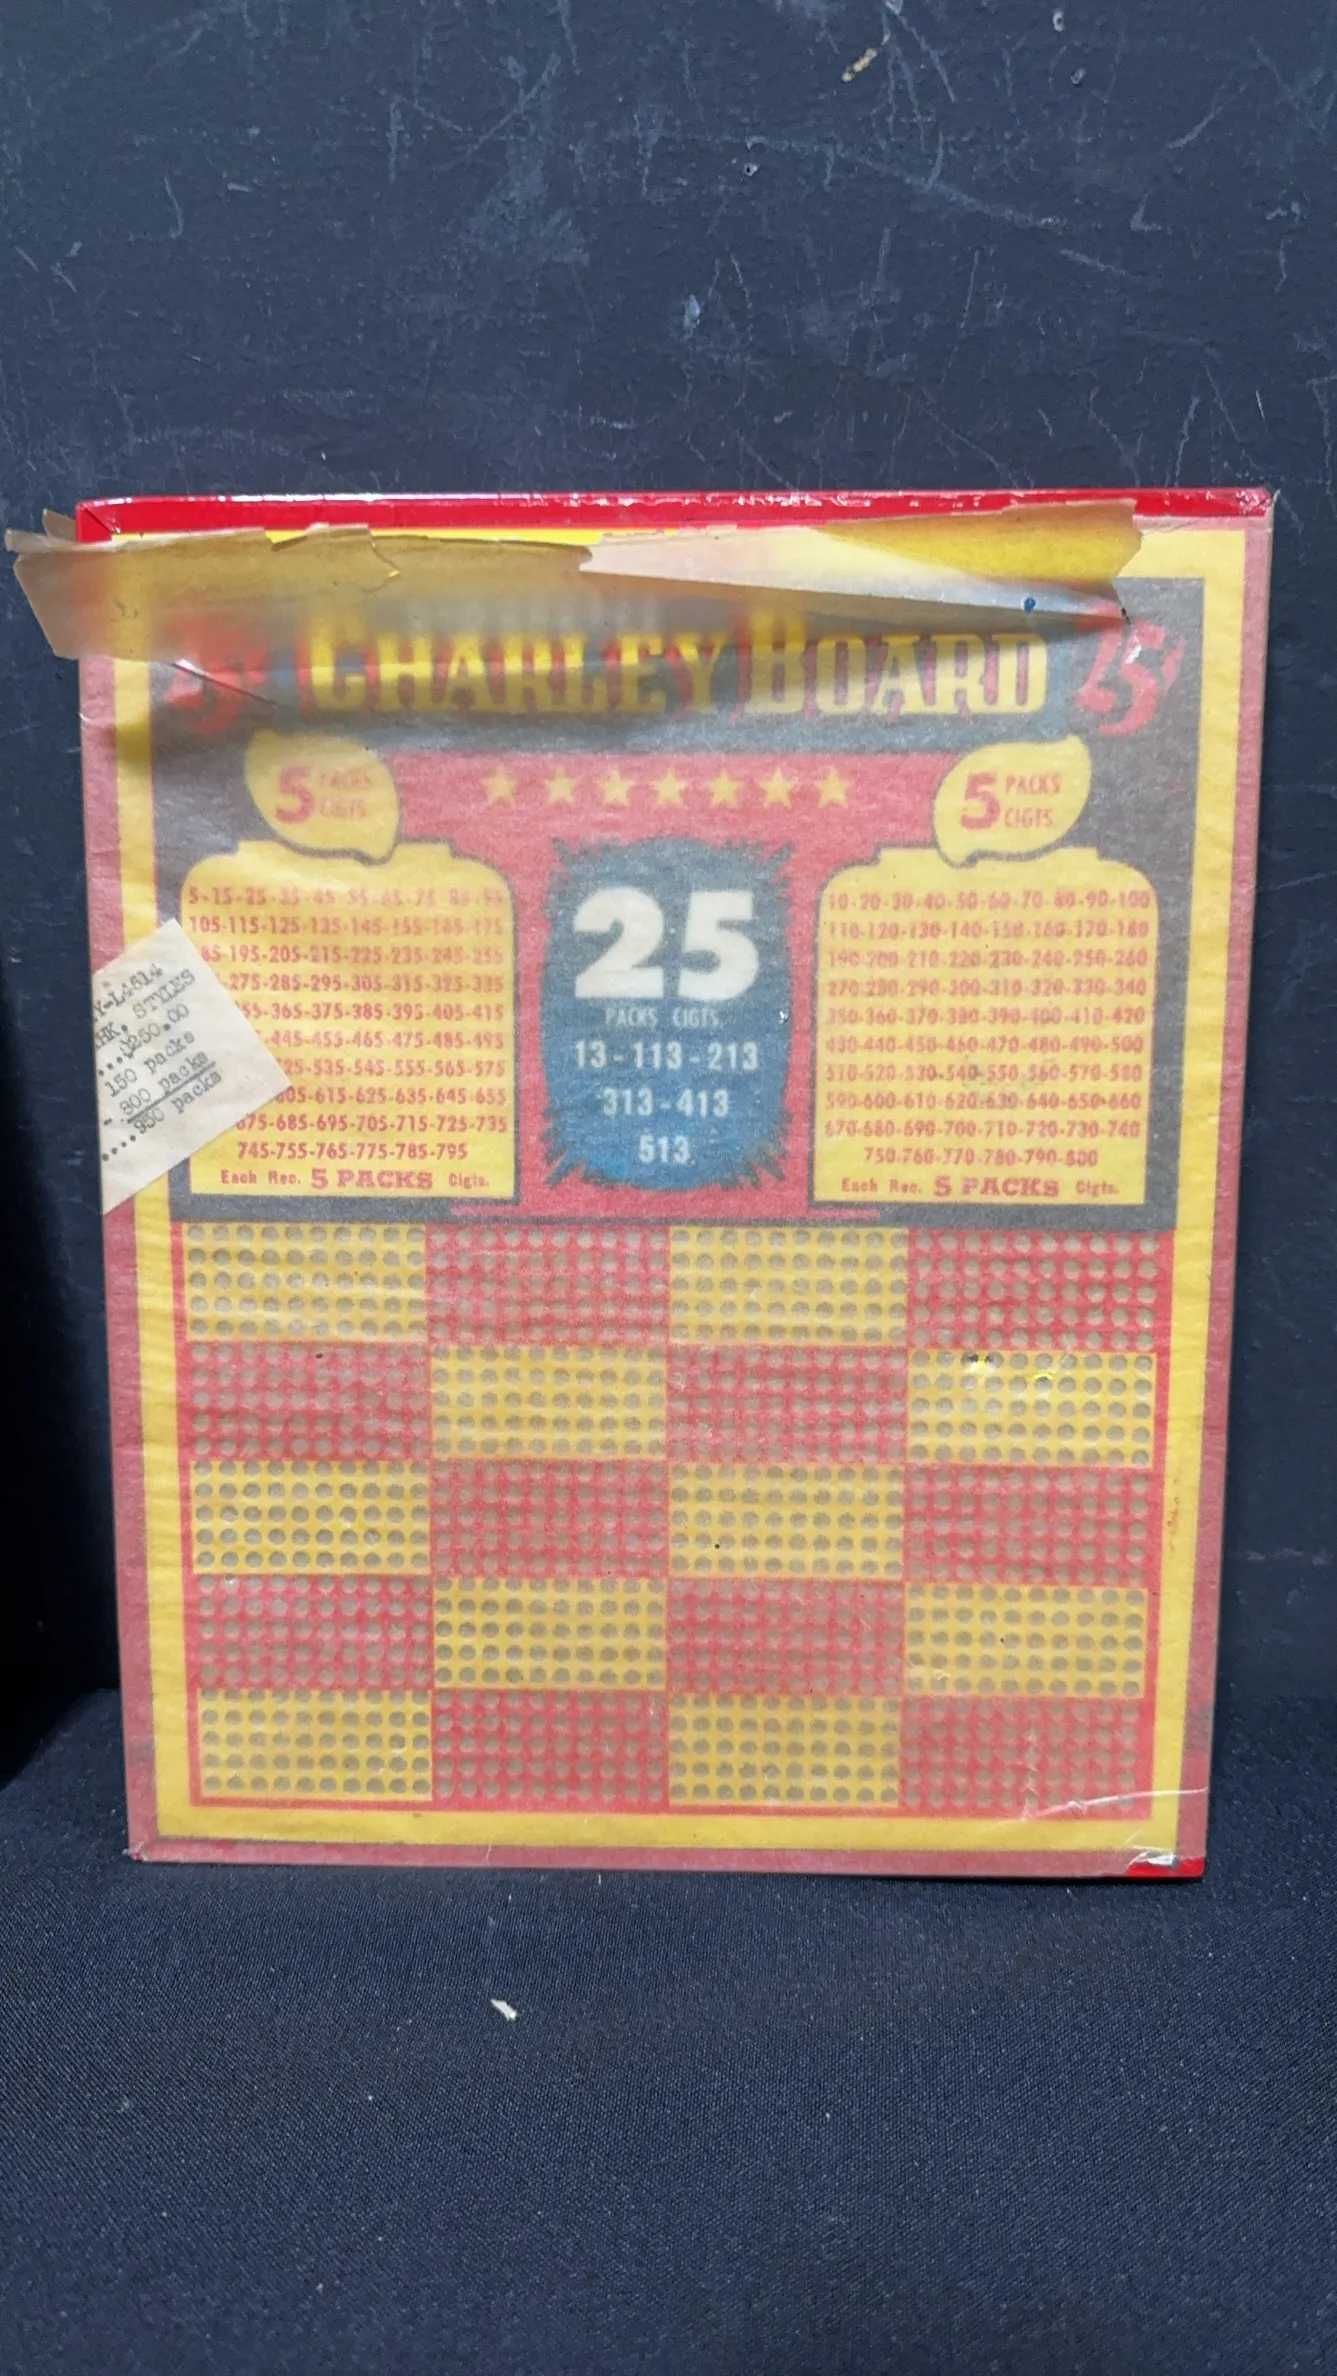 25¢ CHARLEY BOARD 25¢
5 PACKS CIGTS.
5 PACKS CIGTS.
5-15-25-35-45-55-65-75-85-95
105-115-125-135-145-155-165-175
85-195-205-215-225-235-245-255
275-285-295-305-315-325-335
55-365-375-385-395-405-415
445-455-465-475-485-495
25-535-545-555-565-575
605-615-625-635-645-655
675-685-695-705-715-725-735
745-755-765-775-785-795
Each Rec. 5 PACKS Cigts.
25
PACKS CIGTS.
13-113-213
313-413
513
10-20-30-40-50-60-70-80-90-100
110-120-130-140-150-160-170-180
190-200-210-220-230-240-250-260
270-280-290-300-310-320-330-340
350-360-370-380-390-400-410-420
430-440-450-460-470-480-490-500
510-520-530-540-550-560-570-580
590-600-610-620-630-640-650-660
670-680-690-700-710-720-730-740
750-760-770-780-790-800
Each Rec. 5 PACKS Cigts.
Y-L4614
HK. STYLES
...$250.00
150 packs
800 packs
....950 packs